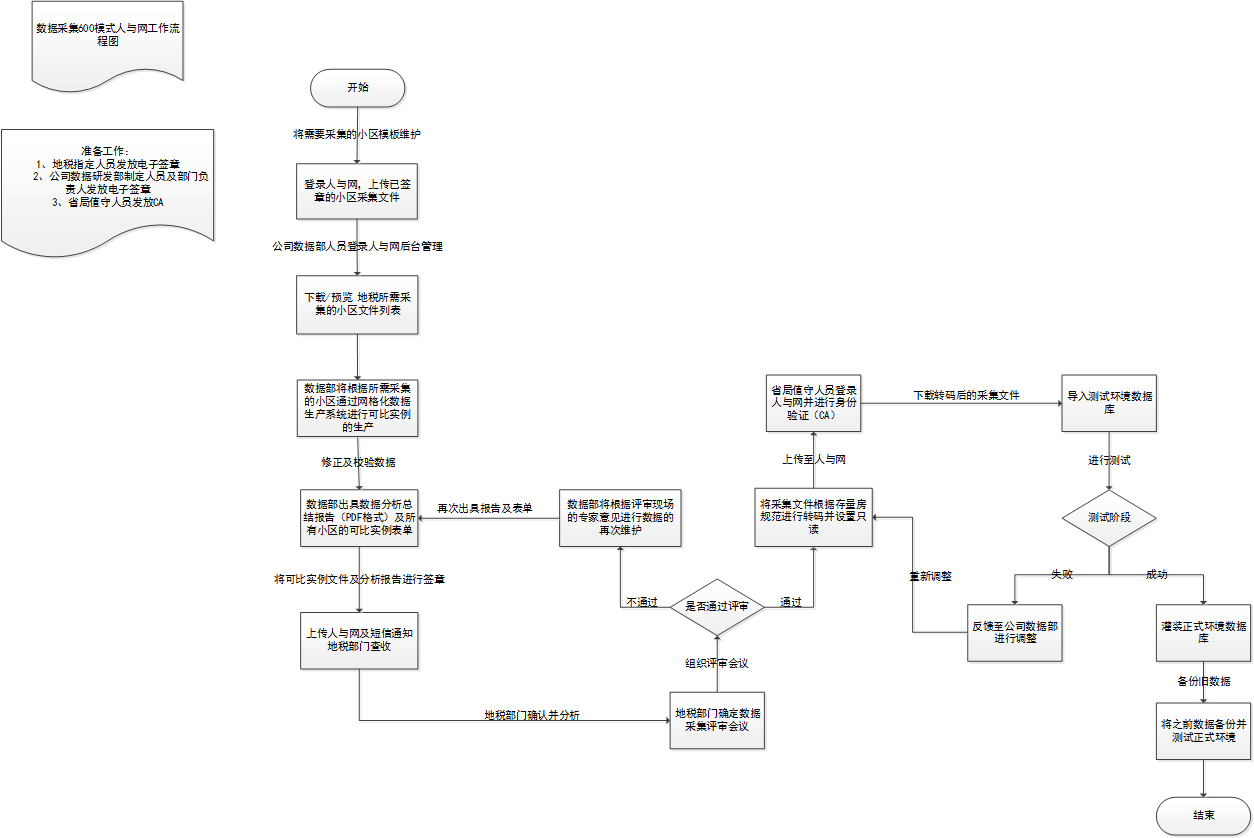 数据采集600模式人与网工作流
程图
准备工作：
1、地税指定人员发放电子签章
2、公司数据研发部制定人员及部门负
责人发放电子签章
3、省局值守人员发放CA
开始
将需要采集的小区模板维护
登录人与网，上传已签
章的小区采集文件
公司数据部人员登录人与网后台管理
下载/预览 地税所需采
集的小区文件列表
数据部将根据所需采集
的小区通过网格化数据
生产系统进行可比实例
的生产
修正及校验数据
数据部出具数据分析总
结报告（PDF格式）及所
有小区的可比实例表单
将可比实例文件及分析报告进行签章
上传人与网及短信通知
地税部门查收
地税部门确认并分析
地税部门确定数据
采集评审会议
组织评审会议
是否通过评审
不通过
通过
数据部将根据评审现场
的专家意见进行数据的
再次维护
再次出具报告及表单
将采集文件根据存量房
规范进行转码并设置只
读
上传至人与网
省局值守人员登录
人与网并进行身份
验证（CA）
下载转码后的采集文件
导入测试环境数据
库
进行测试
测试阶段
失败
成功
反馈至公司数据部
进行调整
重新调整
灌装正式环境数据
库
备份旧数据
将之前数据备份并
测试正式环境
结束